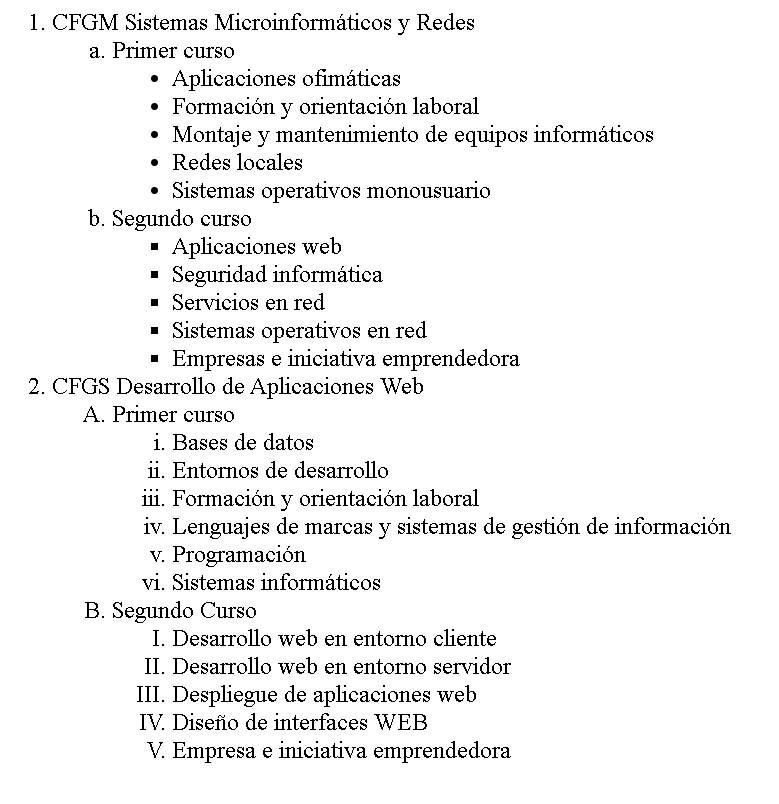 1. CFGM Sistemas Microinformáticos y Redes
a. Primer curso
• Aplicaciones ofimáticas
• Formación y orientación laboral
• Montaje y mantenimiento de equipos informáticos
• Redes locales
• Sistemas operativos monousuario
b. Segundo curso
▪ Aplicaciones web
▪ Seguridad informática
▪ Servicios en red
▪ Sistemas operativos en red
▪ Empresas e iniciativa emprendedora
2. CFGS Desarrollo de Aplicaciones Web
A. Primer curso
i. Bases de datos
ii. Entornos de desarrollo
iii. Formación y orientación laboral
iv. Lenguajes de marcas y sistemas de gestión de información
v. Programación
vi. Sistemas informáticos
B. Segundo Curso
I. Desarrollo web en entorno cliente
II. Desarrollo web en entorno servidor
III. Despliegue de aplicaciones web
IV. Diseño de interfaces WEB
V. Empresa e iniciativa emprendedora